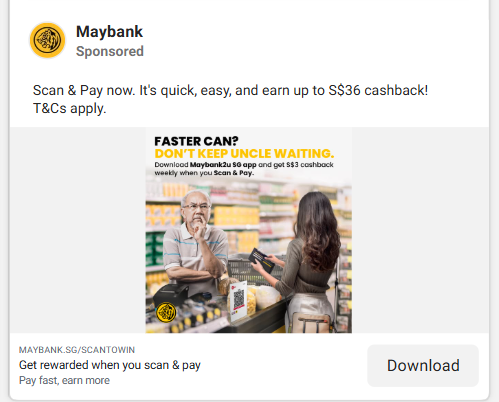 Maybank
Sponsored
Scan & Pay now. It's quick, easy, and earn up to S$36 cashback!
T&Cs apply.
FASTER CAN?
DON'T KEEP UNCLE WAITING.
Download Maybank2u SG app and get S$3 cashback
weekly when you Scan & Pay.
MAYBANK.SG/SCANTOWIN
Get rewarded when you scan & pay
Pay fast, earn more
Download